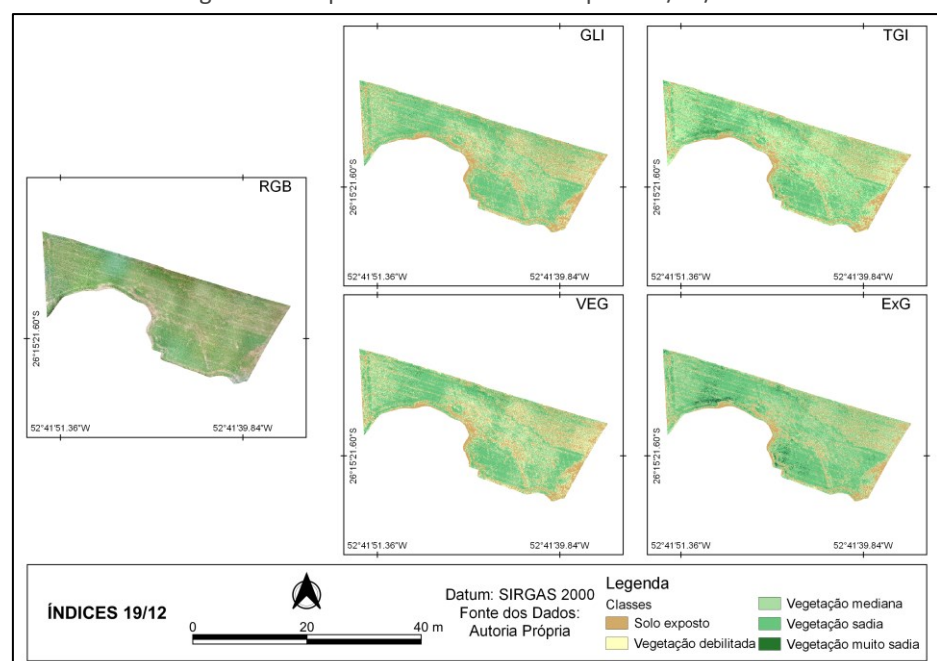 GLI
TGI
RGB
26°15'21.60"S
52°41'51.36"W
52°41'39.84"W
26°15'21.60"S
52°41'51.36"W
52°41'39.84"W
26°15'21.60"S
52°41'51.36"W
52°41'39.84"W
VEG
ExG
26°15'21.60"S
52°41'51.36"W
52°41'39.84"W
26°15'21.60"S
52°41'51.36"W
52°41'39.84"W
ÍNDICES 19/12
0 20 40 m
Datum: SIRGAS 2000
Fonte dos Dados:
Autoria Própria
Legenda
Classes
Solo exposto
Vegetação debilitada
Vegetação mediana
Vegetação sadia
Vegetação muito sadia